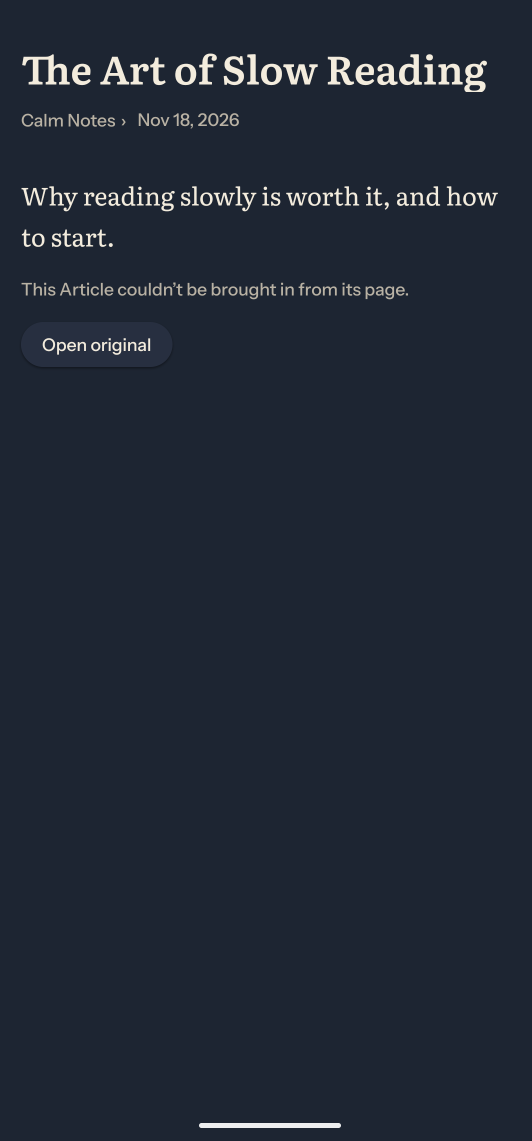 The Art of Slow Reading
Calm Notes › Nov 18, 2026
Why reading slowly is worth it, and how
to start.
This Article couldn’t be brought in from its page.
Open original